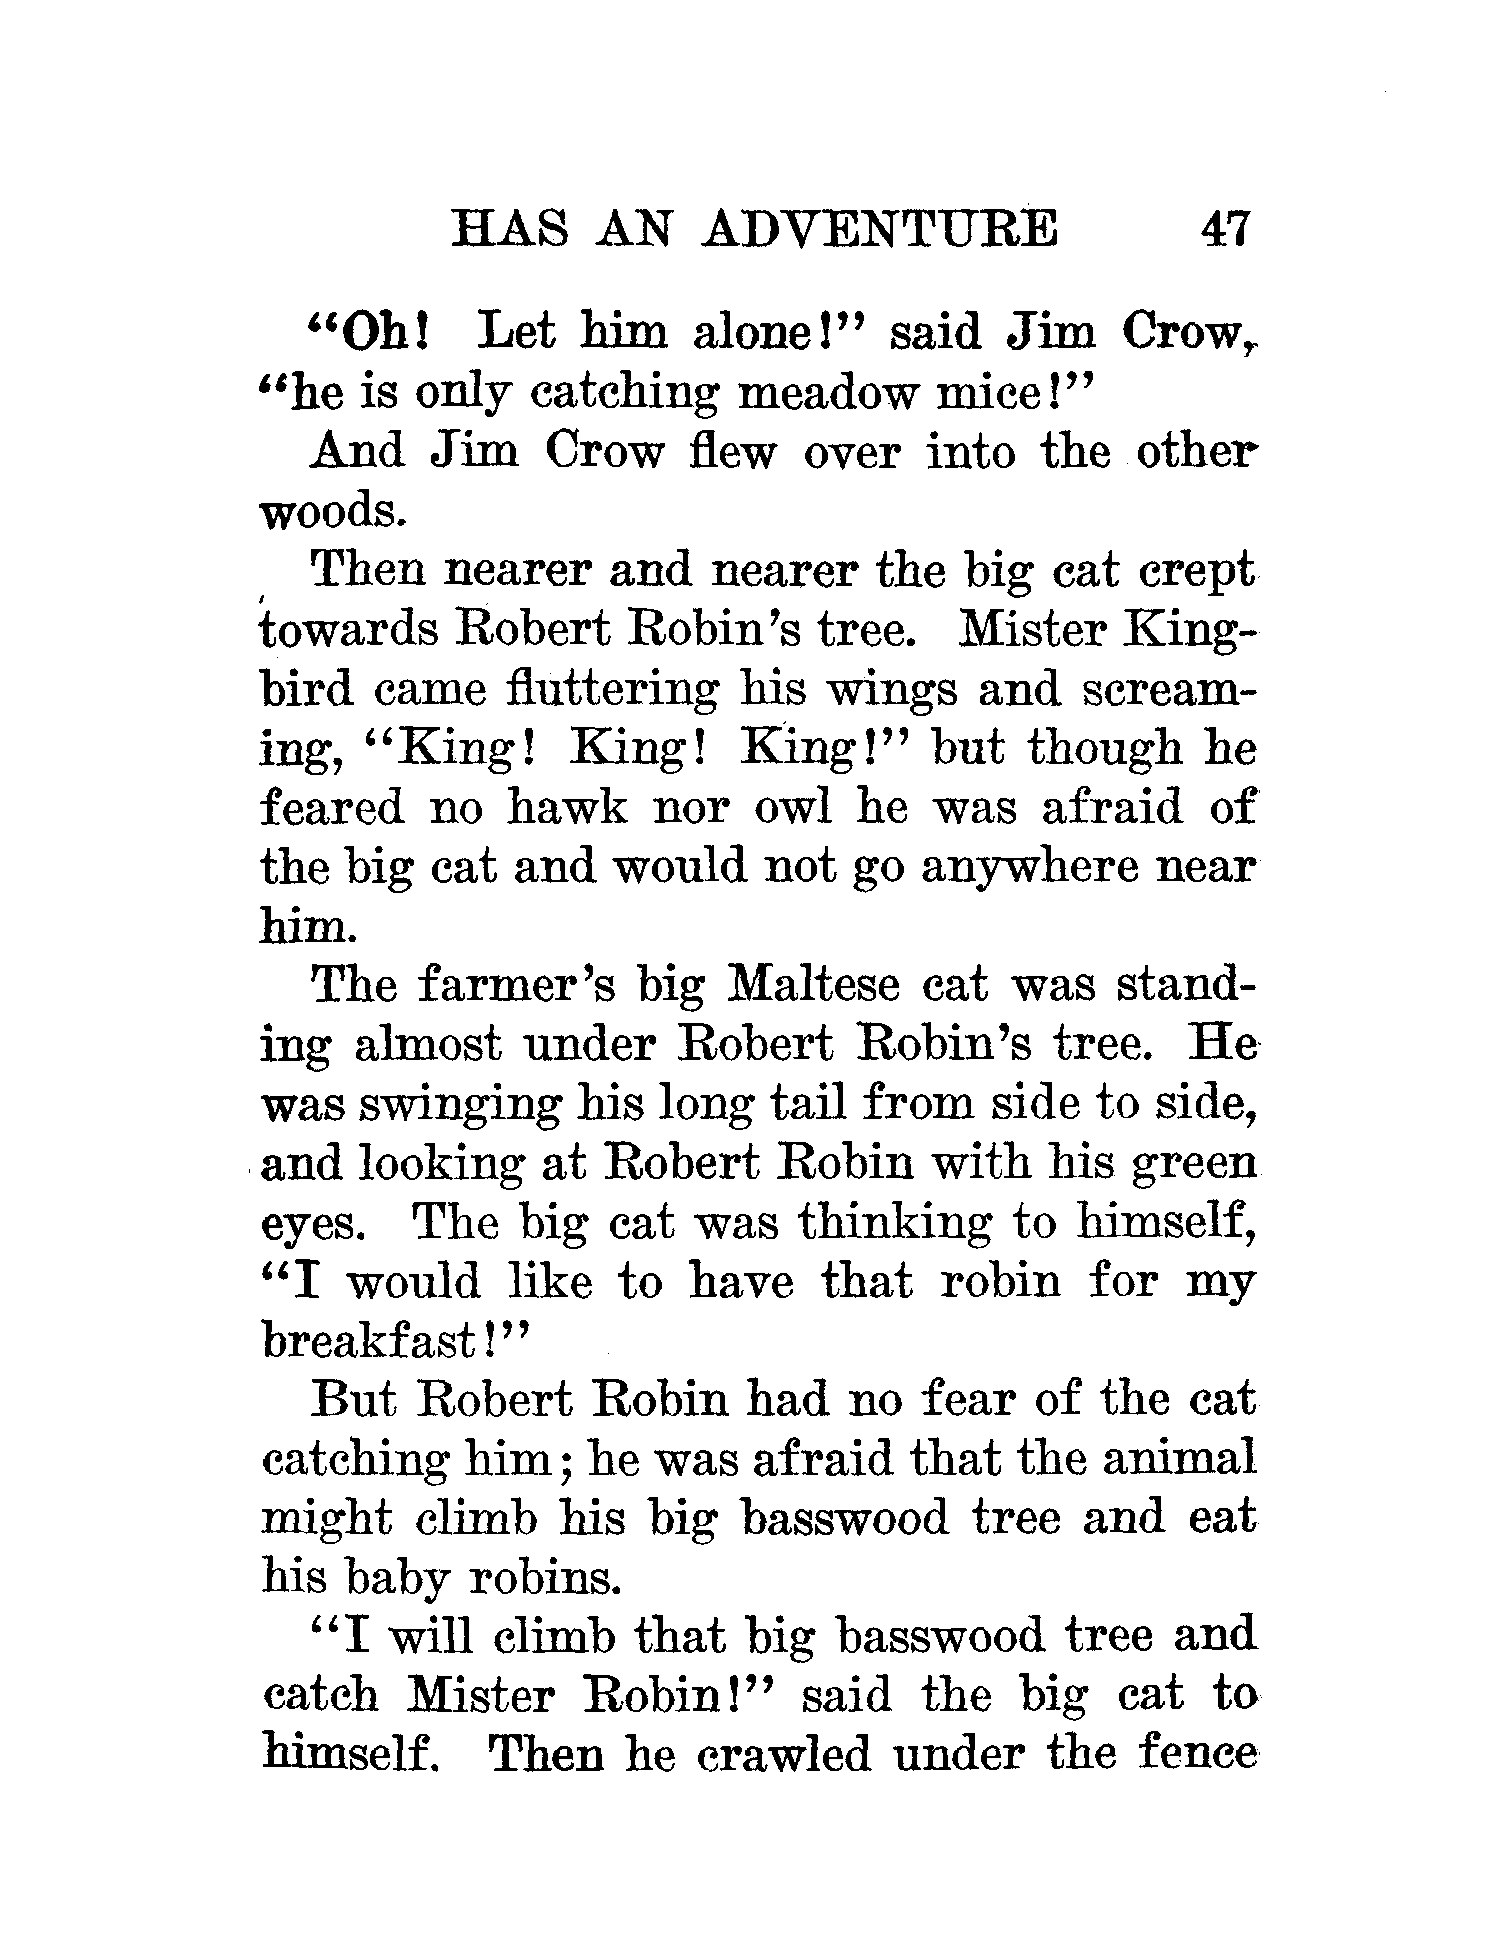 HAS AN ADVENTURE 47
“Oh! Let him alone!” said Jim Crow,
“he is only catching meadow mice!”
And Jim Crow flew over into the other
woods.
Then nearer and nearer the big cat crept
towards Robert Robin’s tree. Mister King-
bird came fluttering his wings and scream-
ing, “King! King! King!” but though he
feared no hawk nor owl he was afraid of
the big cat and would not go anywhere near
him.
The farmer’s big Maltese cat was stand-
ing almost under Robert Robin’s tree. He
was swinging his long tail from side to side,
and looking at Robert Robin with his green
eyes. The big cat was thinking to himself,
“I would like to have that robin for my
breakfast!”
But Robert Robin had no fear of the cat
catching him; he was afraid that the animal
might climb his big basswood tree and eat
his baby robins.
“I will climb that big basswood tree and
catch Mister Robin!” said the big cat to
himself. Then he crawled under the fence